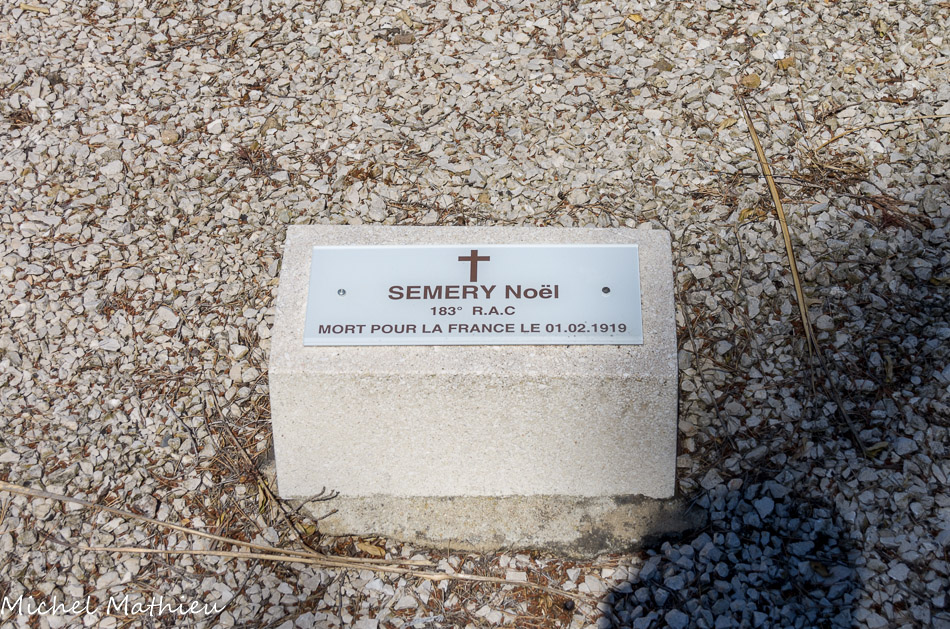 SEMERY Noël
183° R.A.C
MORT POUR LA FRANCE LE 01.02.1919
Michel Mathieu